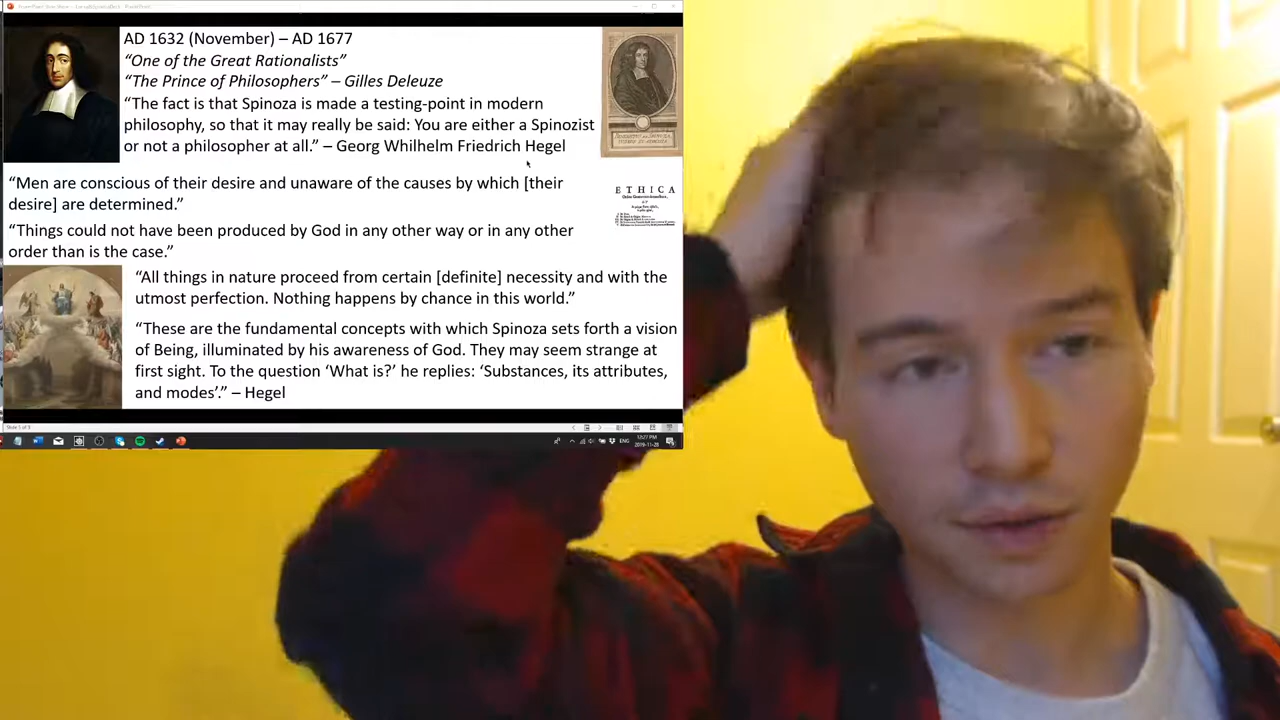 AD 1632 (November) – AD 1677
“One of the Great Rationalists”
“The Prince of Philosophers” – Gilles Deleuze
“The fact is that Spinoza is made a testing-point in modern
philosophy, so that it may really be said: You are either a Spinozist
or not a philosopher at all.” – Georg Whilhelm Friedrich Hegel
“Men are conscious of their desire and unaware of the causes by which [their
desire] are determined.”
ETHICA
“Things could not have been produced by God in any other way or in any other
order than is the case.”
“All things in nature proceed from certain [definite] necessity and with the
utmost perfection. Nothing happens by chance in this world.”
“These are the fundamental concepts with which Spinoza sets forth a vision
of Being, illuminated by his awareness of God. They may seem strange at
first sight. To the question ‘What is?’ he replies: ‘Substances, its attributes,
and modes’.” – Hegel
ENG
12:27 PM
2019-11-28